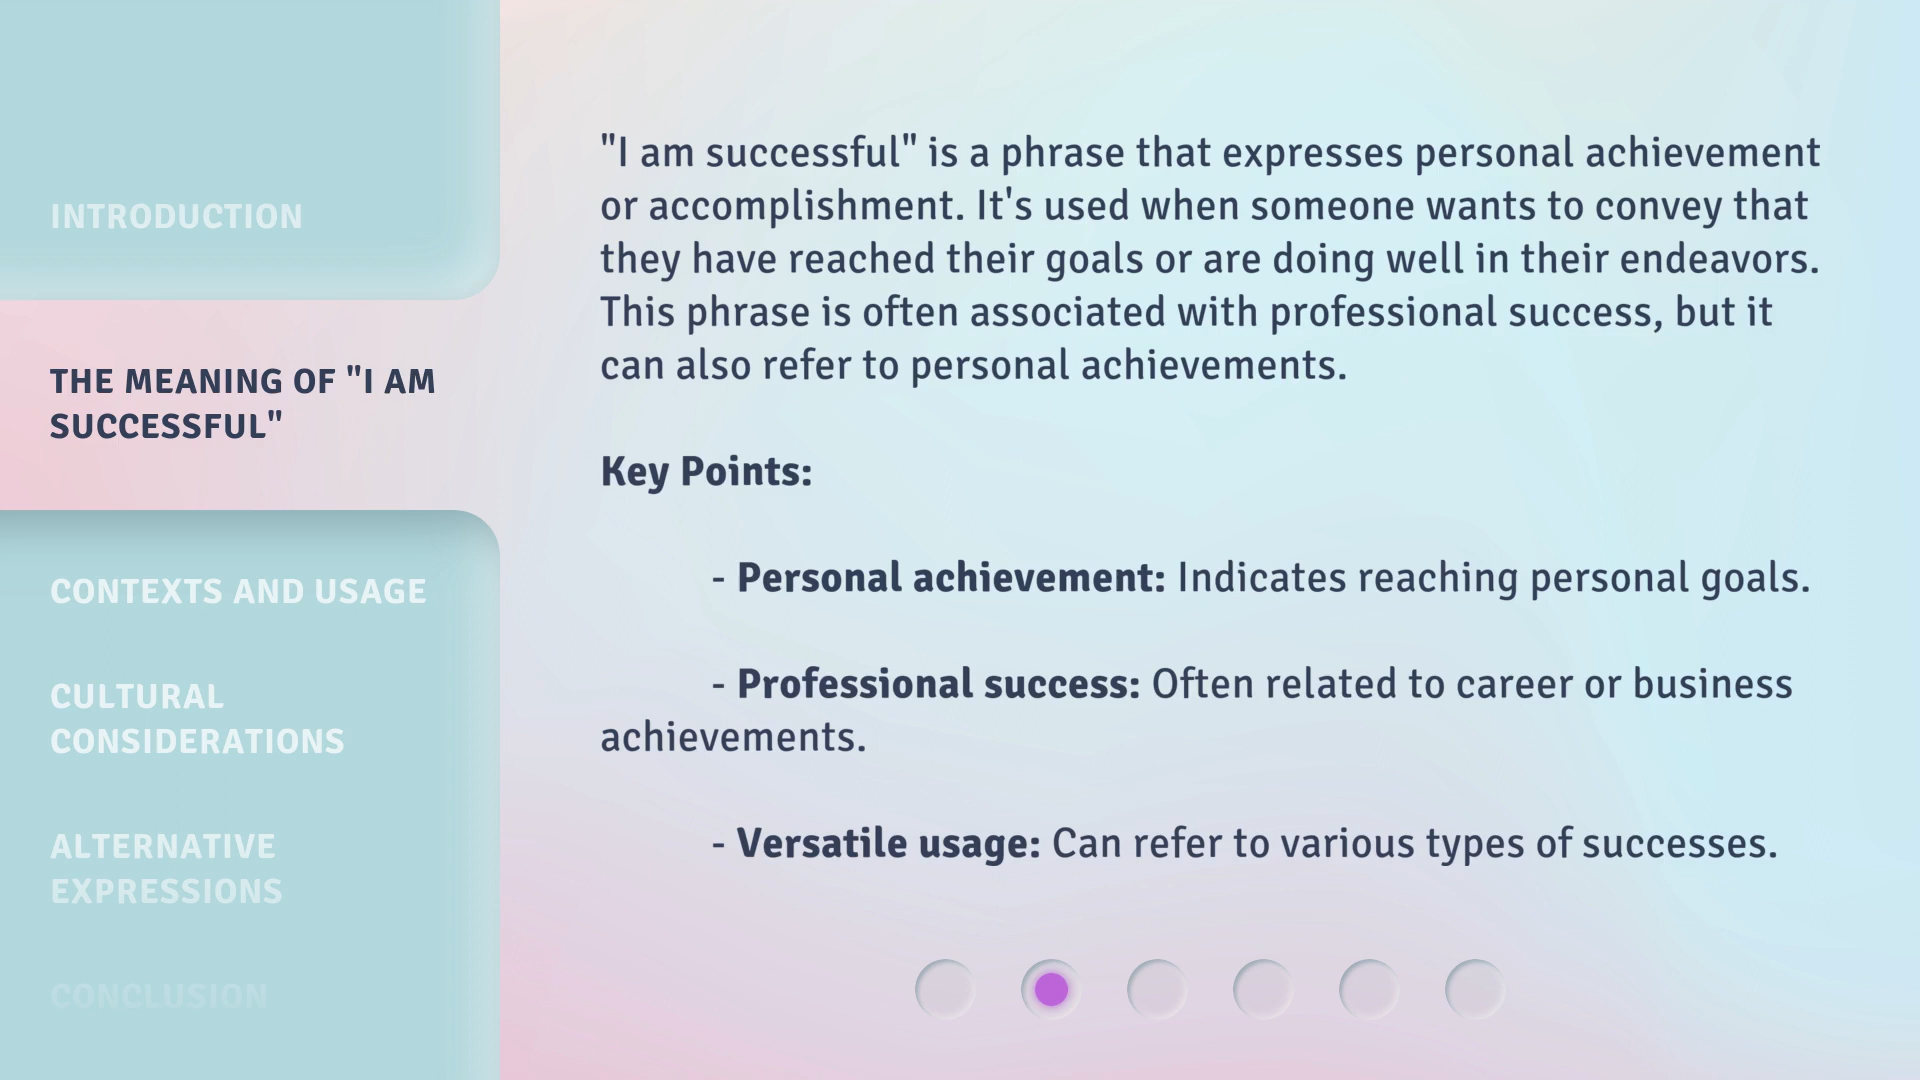 INTRODUCTION
THE MEANING OF "I AM
SUCCESSFUL"
CONTEXTS AND USAGE
CULTURAL
CONSIDERATIONS
ALTERNATIVE
EXPRESSIONS
CONCLUSION
"I am successful" is a phrase that expresses personal achievement
or accomplishment. It's used when someone wants to convey that
they have reached their goals or are doing well in their endeavors.
This phrase is often associated with professional success, but it
can also refer to personal achievements.
Key Points:
- Personal achievement: Indicates reaching personal goals.
- Professional success: Often related to career or business
achievements.
- Versatile usage: Can refer to various types of successes.